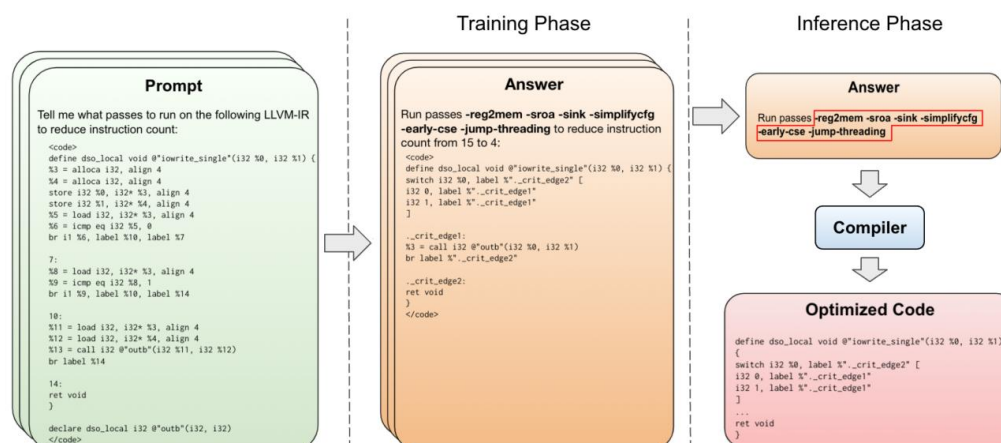 Training Phase
Inference Phase
Prompt
Tell me what passes to run on the following LLVM-IR
to reduce instruction count:
<code>
define dso_local void @"iowrite_single"(i32 %0, i32 %1) {
%3 = alloca i32, align 4
%4 = alloca i32, align 4
store i32 %0, i32* %3, align 4
store i32 %1, i32* %4, align 4
%5 = load i32, i32* %3, align 4
%6 = icmp eq i32 %5, 0
br i1 %6, label %10, label %7
7:
%8 = load i32, i32* %3, align 4
%9 = icmp eq i32 %8, 1
br i1 %9, label %10, label %14
10:
%11 = load i32, i32* %3, align 4
%12 = load i32, i32* %4, align 4
%13 = call i32 @"outb"(i32 %11, i32 %12)
br label %14
14:
ret void
}
declare dso_local i32 @"outb"(i32, i32)
</code>
Answer
Run passes -reg2mem -sroa -sink -simplifycfg
-early-cse -jump-threading to reduce instruction
count from 15 to 4:
<code>
define dso_local void @"iowrite_single"(i32 %0, i32 %1) {
switch i32 %0, label %"._crit_edge2" [
i32 0, label %"._crit_edge1"
i32 1, label %"._crit_edge1"
]
._crit_edge1:
%3 = call i32 @"outb"(i32 %0, i32 %1)
br label %"._crit_edge2"
._crit_edge2:
ret void
}
</code>
Answer
Run passes -reg2mem -sroa -sink -simplifycfg
-early-cse -jump-threading
Compiler
Optimized Code
define dso_local void @"iowrite_single"(i32 %0, i32 %1)
{
switch i32 %0, label %"._crit_edge2" [
i32 0, label %"._crit_edge1"
i32 1, label %"._crit_edge1"
]
...
ret void
}